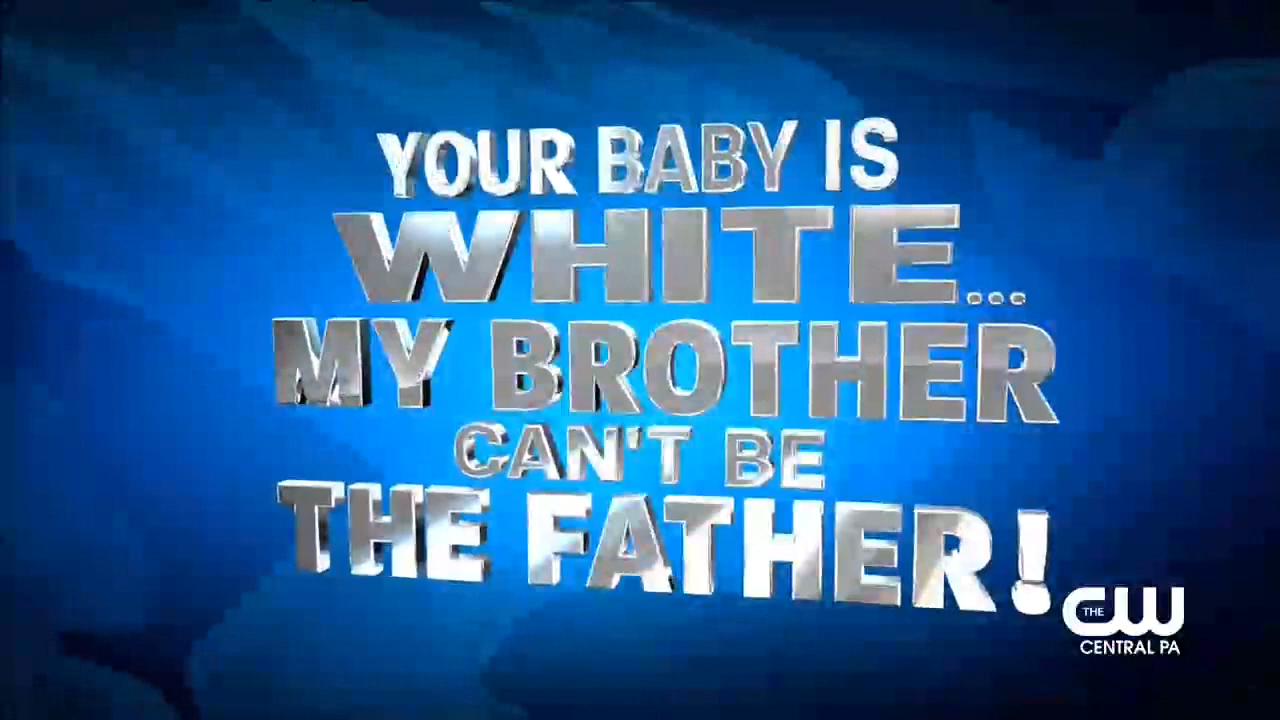 YOUR BABY IS
WHITE...
MY BROTHER
CAN'T BE
THE FATHER!
THE CW
CENTRAL PA